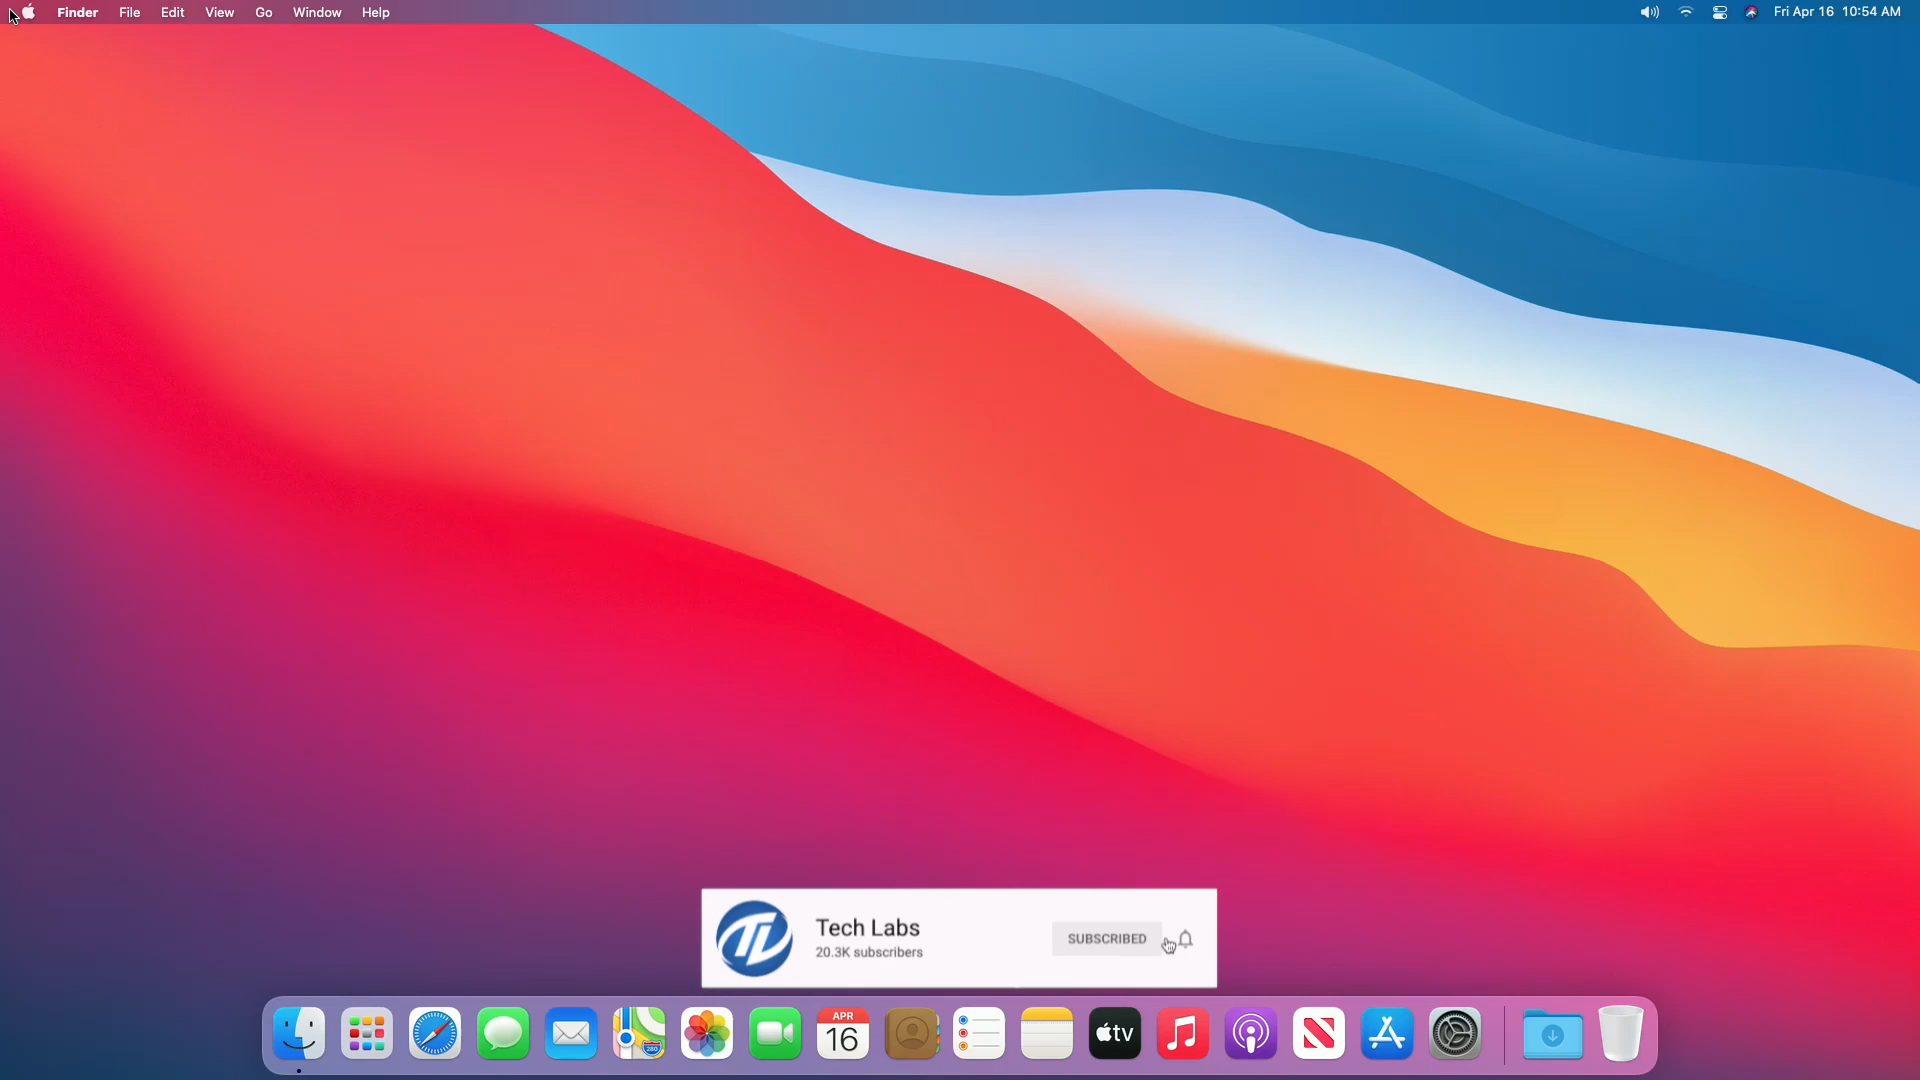 Finder File Edit View Go Window Help
Fri Apr 16 10:54 AM
Tech Labs
20.3K subscribers
SUBSCRIBED
280
APR
16
tv